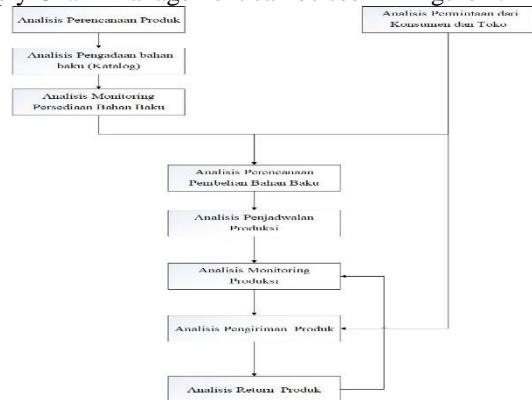 Analisis Perencanaan Produk
Analisis Permintaan dari
Konsumen dan Toko
Analisis Pengadaan bahan
baku (Katalog)
Analisis Monitoring
Persediaan Bahan Baku
Analisis Perencanaan
Pembelian Bahan Baku
Analisis Penjadwalan
Produksi
Analisis Monitoring
Produksi
Analisis Pengiriman Produk
Analisis Return Produk